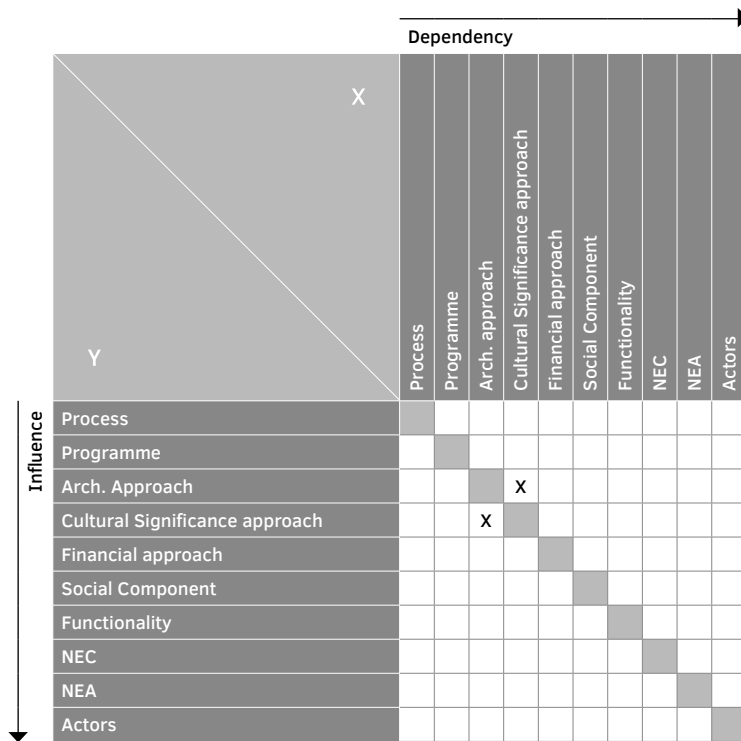 Dependency
X
Y
Process
Programme
Arch. approach
Cultural Significance approach
Financial approach
Social Component
Functionality
NEC
NEA
Actors
Influence
Process
Programme
Arch. Approach X
Cultural Significance approach X
Financial approach
Social Component
Functionality
NEC
NEA
Actors